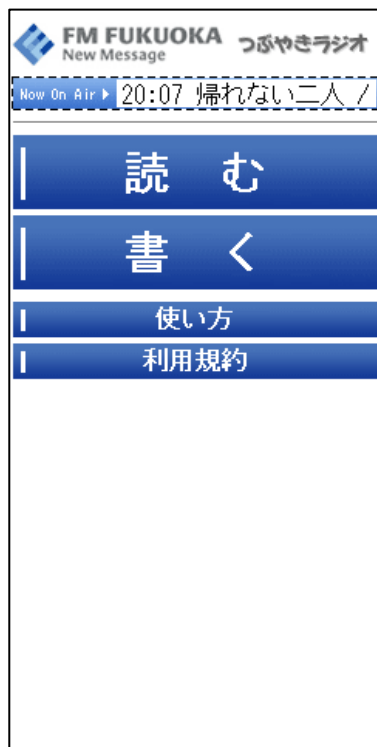 FM FUKUOKA つぶやきラジオ
New Message
Now On Air 20:07 帰れない二人 /
読 む
書 く
使い方
利用規約